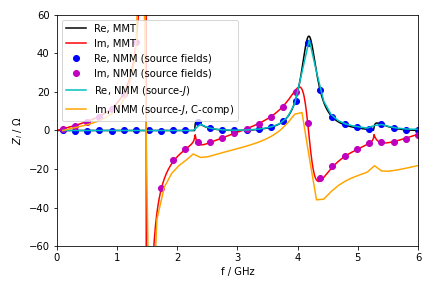 60
40
20
0
−20
−40
−60
Z_l / Ω
Re, MMT
Im, MMT
Re, NMM (source fields)
Im, NMM (source fields)
Re, NMM (source-J)
Im, NMM (source-J, C-comp)
0 1 2 3 4 5 6
f / GHz